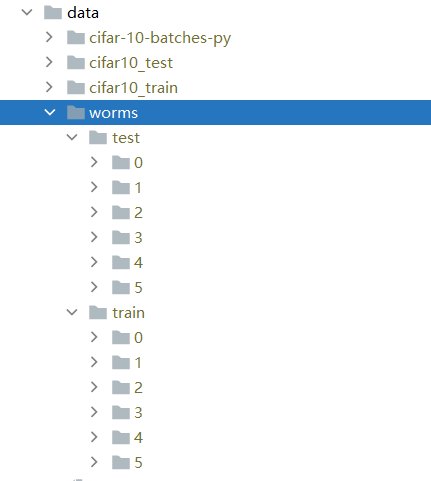 data
cifar-10-batches-py
cifar10_test
cifar10_train
worms
test
0
1
2
3
4
5
train
0
1
2
3
4
5